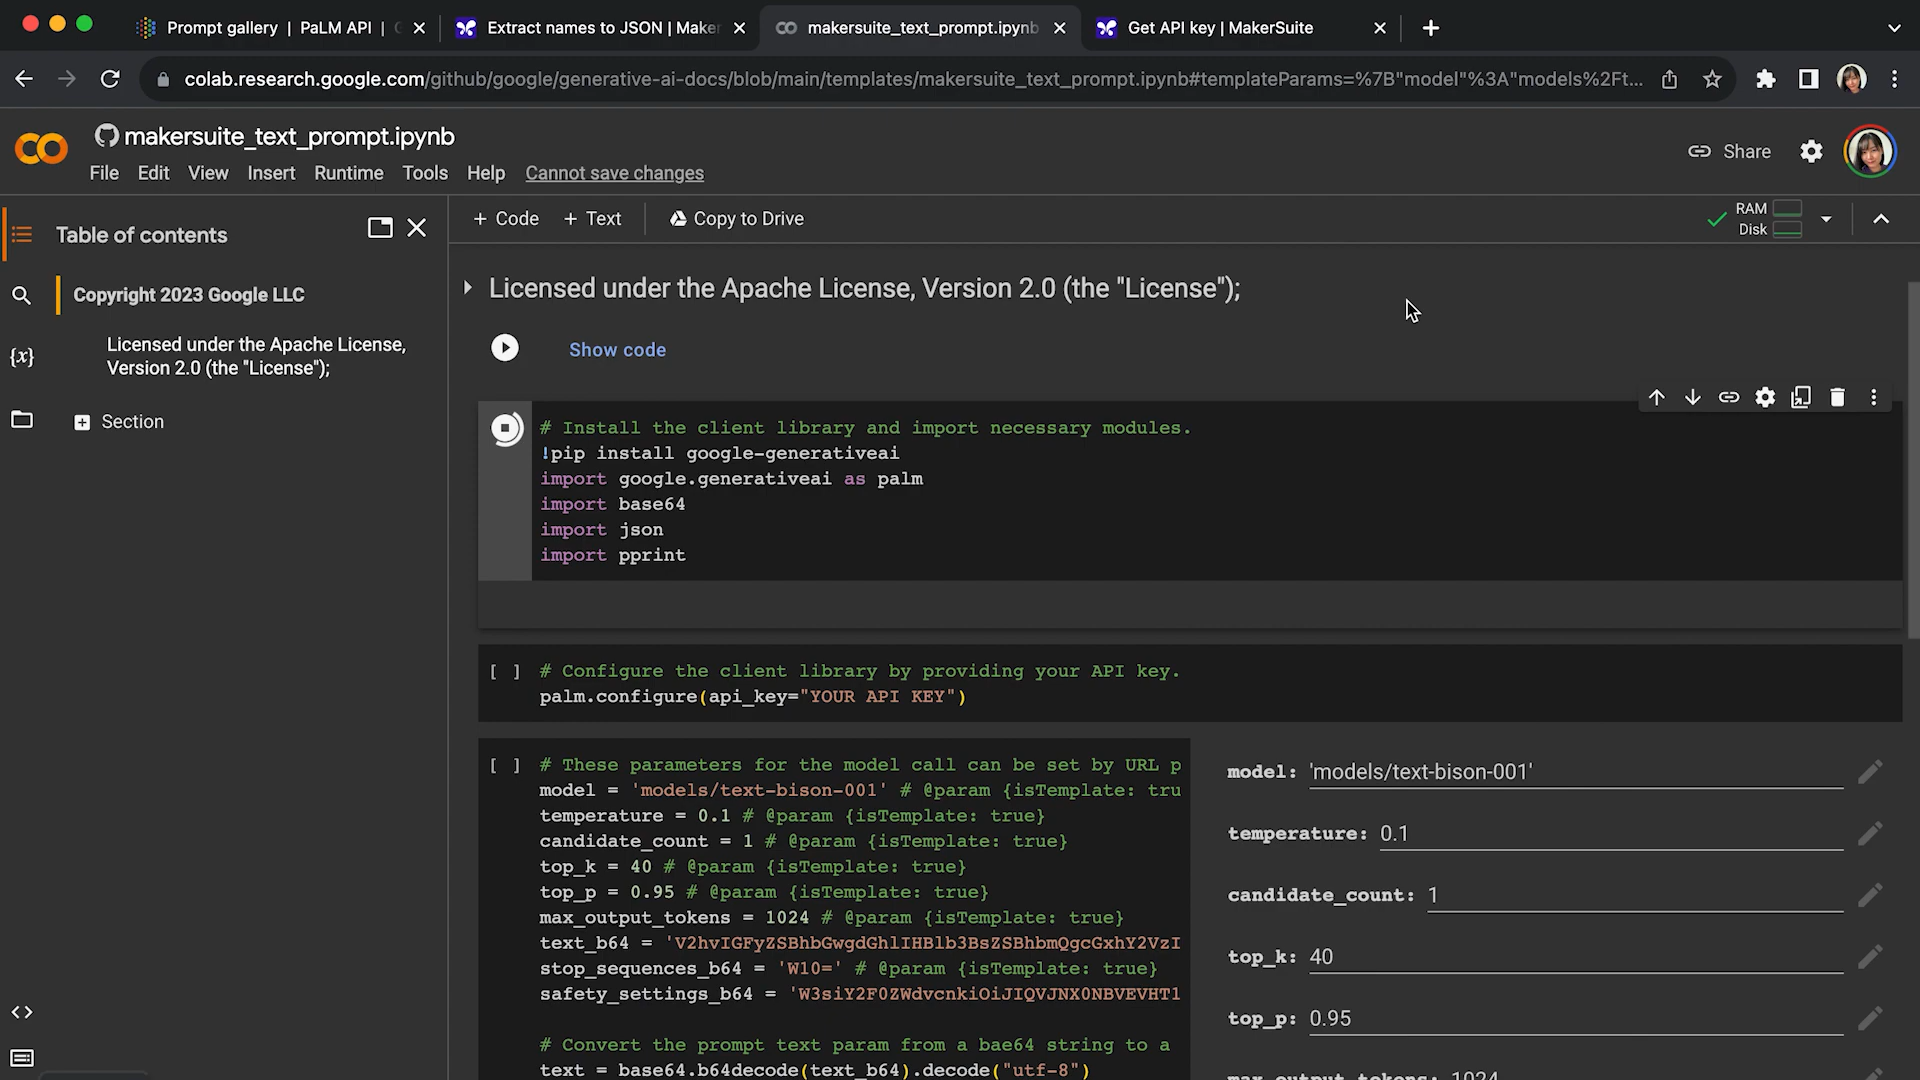 Prompt gallery | PaLM API |
Extract names to JSON | Maker
makersuite_text_prompt.ipynb
Get API key | MakerSuite
colab.research.google.com/github/google/generative-ai-docs/blob/main/templates/makersuite_text_prompt.ipynb#templateParams=%7B"model"%3A"models%2Ft...
makersuite_text_prompt.ipynb
File Edit View Insert Runtime Tools Help Cannot save changes
Share
Table of contents
Copyright 2023 Google LLC
Licensed under the Apache License,
Version 2.0 (the "License");
Section
+ Code + Text Copy to Drive
RAM
Disk
Licensed under the Apache License, Version 2.0 (the "License");
Show code
# Install the client library and import necessary modules.
!pip install google-generativeai
import google.generativeai as palm
import base64
import json
import pprint
[ ] # Configure the client library by providing your API key.
palm.configure(api_key="YOUR API KEY")
[ ] # These parameters for the model call can be set by URL p
model = 'models/text-bison-001' # @param {isTemplate: tru
temperature = 0.1 # @param {isTemplate: true}
candidate_count = 1 # @param {isTemplate: true}
top_k = 40 # @param {isTemplate: true}
top_p = 0.95 # @param {isTemplate: true}
max_output_tokens = 1024 # @param {isTemplate: true}
text_b64 = 'V2hvIGFyZSBhbGwgdGhlIHBlb3BsZSBhbmQgcGxhY2VzI
stop_sequences_b64 = 'W10=' # @param {isTemplate: true}
safety_settings_b64 = 'W3siY2F0ZWdvcnkiOiJIQVJNX0NBVEVHT1
# Convert the prompt text param from a bae64 string to a
text = base64.b64decode(text_b64).decode("utf-8")
model: 'models/text-bison-001'
temperature: 0.1
candidate_count: 1
top_k: 40
top_p: 0.95
max_output_tokens: 1024